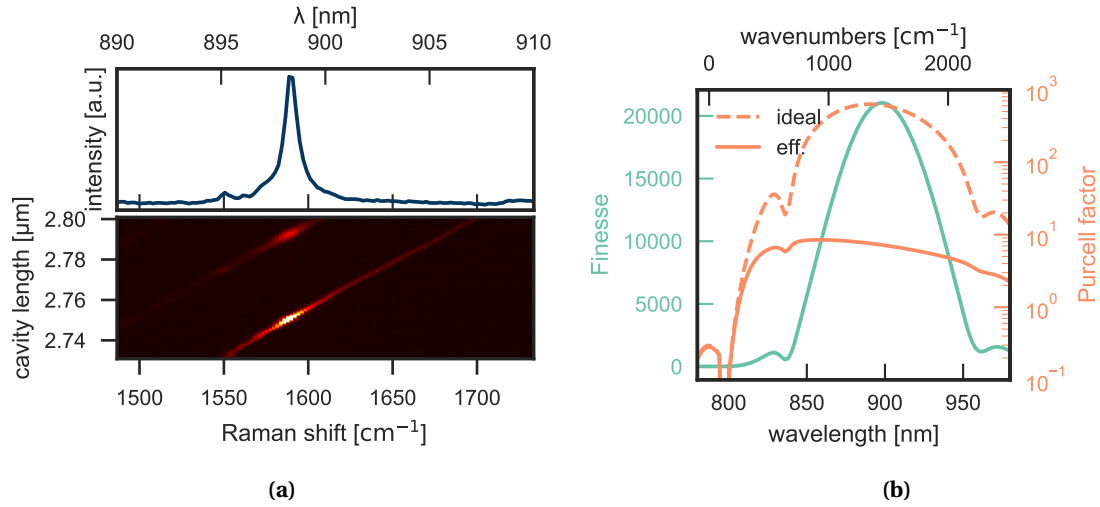 λ [nm]
890 895 900 905 910
intensity [a.u.]
cavity length [μm]
2.80
2.78
2.76
2.74
1500 1550 1600 1650 1700
Raman shift [cm⁻¹]
(a)
wavenumbers [cm⁻¹]
0 1000 2000
ideal
eff.
Finesse
20000
15000
10000
5000
0
Purcell factor
10³
10²
10¹
10⁰
10⁻¹
800 850 900 950
wavelength [nm]
(b)